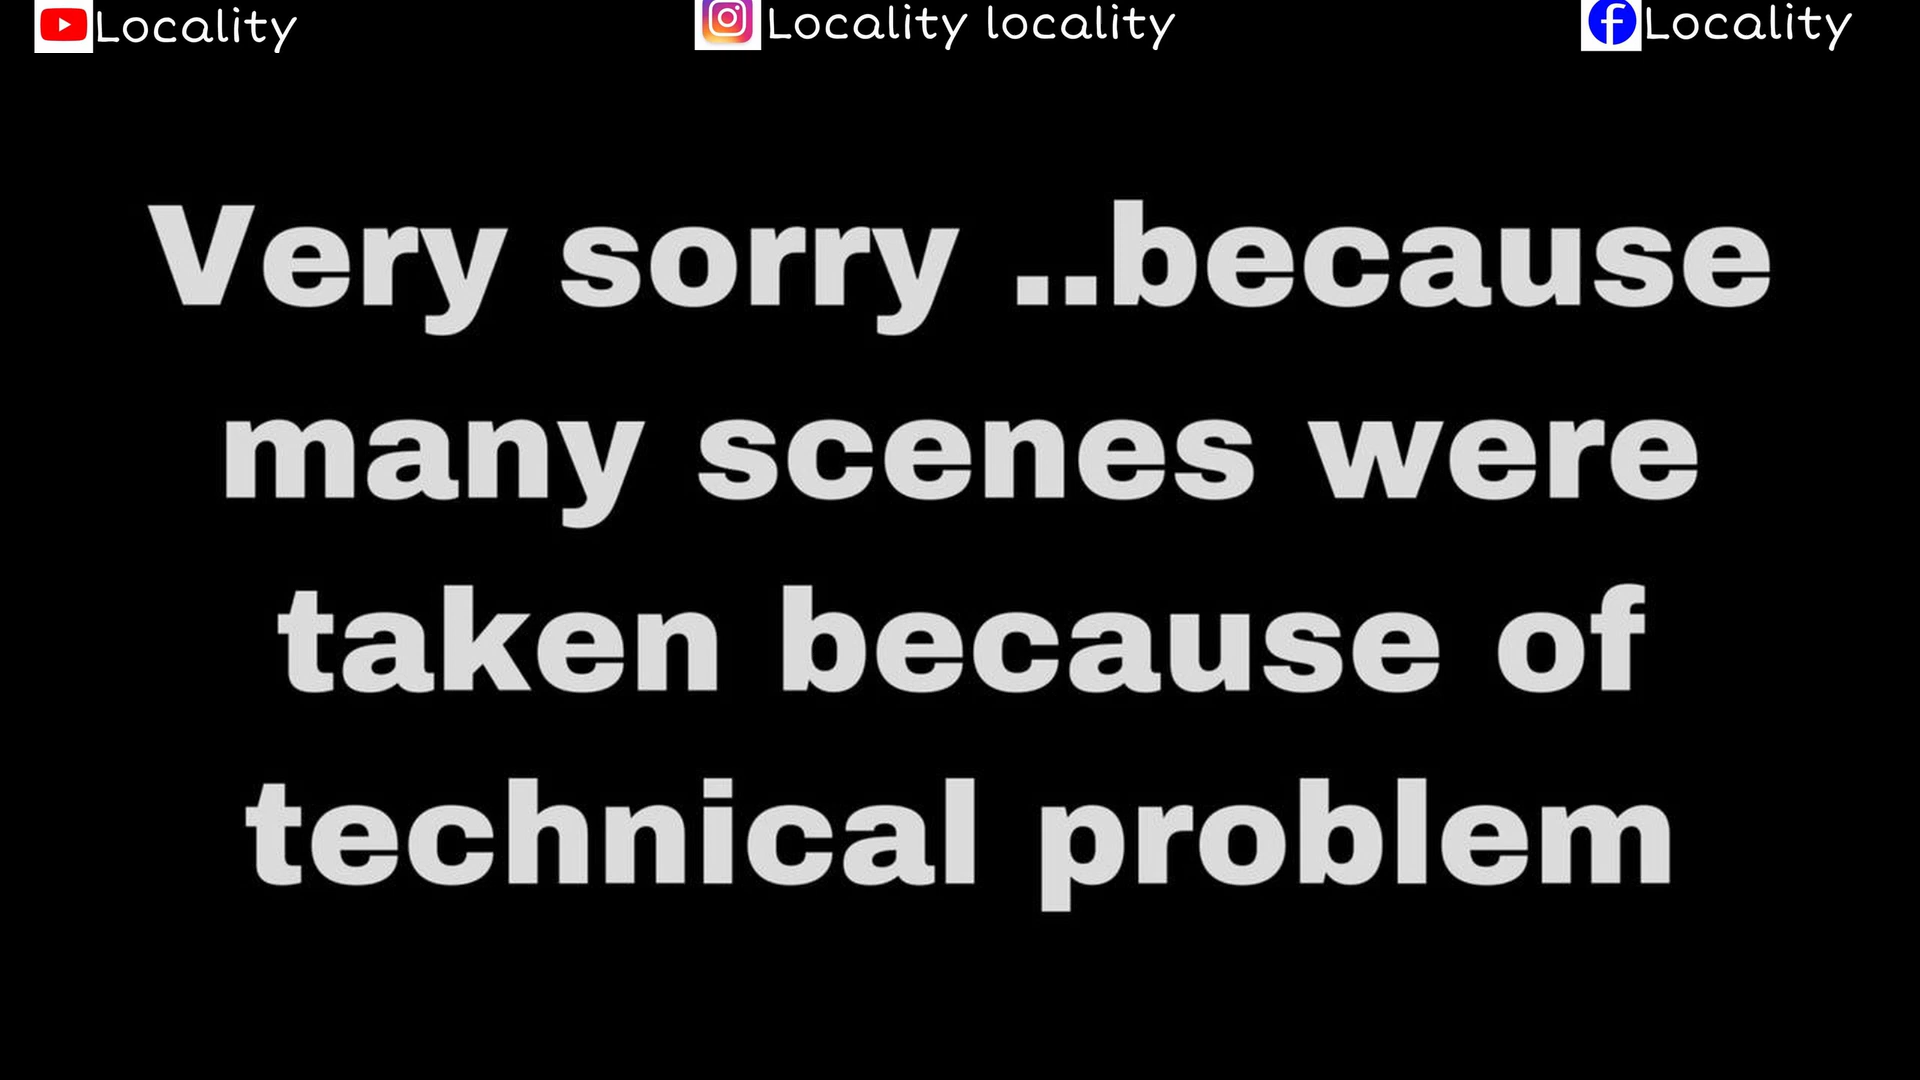 Locality Locality locality Locality
Very sorry ..because
many scenes were
taken because of
technical problem